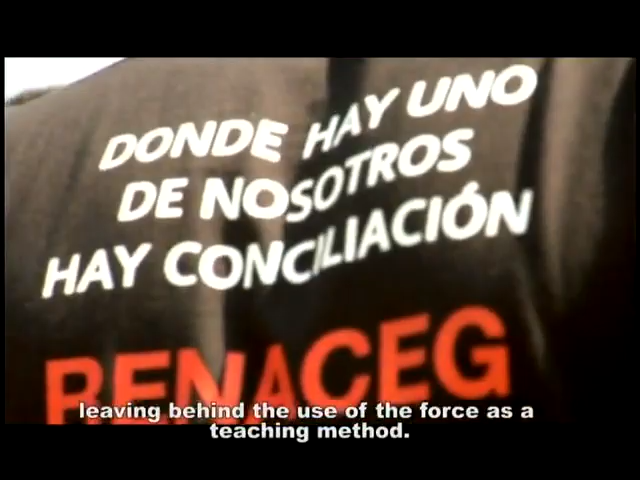 DONDE HAY UNO
DE NOSOTROS
HAY CONCILIACIÓN
RENACEG
leaving behind the use of the force as a
teaching method.